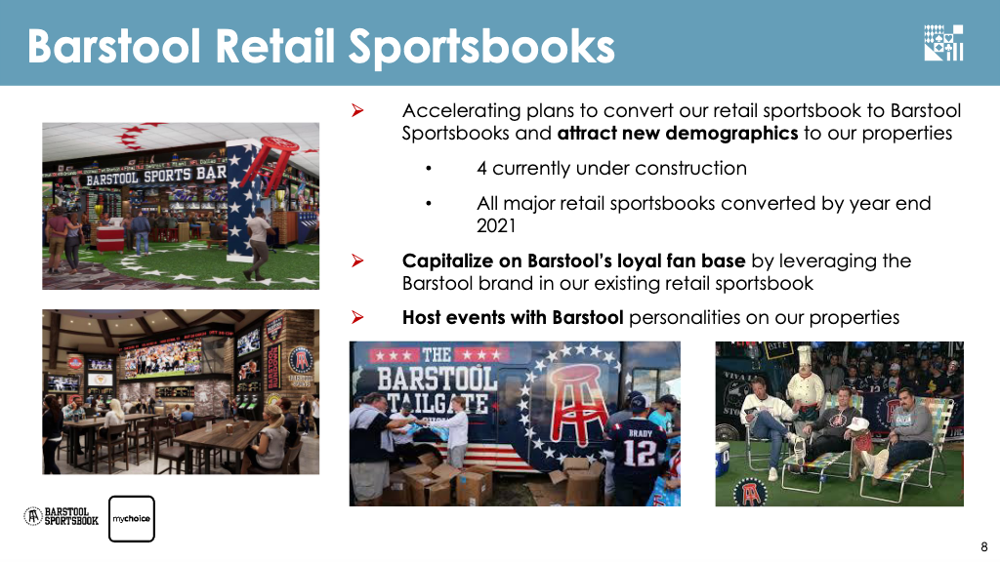 Barstool Retail Sportsbooks
➢ Accelerating plans to convert our retail sportsbook to Barstool
Sportsbooks and attract new demographics to our properties
• 4 currently under construction
• All major retail sportsbooks converted by year end
2021
➢ Capitalize on Barstool’s loyal fan base by leveraging the
Barstool brand in our existing retail sportsbook
➢ Host events with Barstool personalities on our properties
BARSTOOL SPORTS BAR
THE
BARSTOOL
TAILGATE
BRADY
12
BITE
BARSTOOL
SPORTSBOOK
mychoice
8